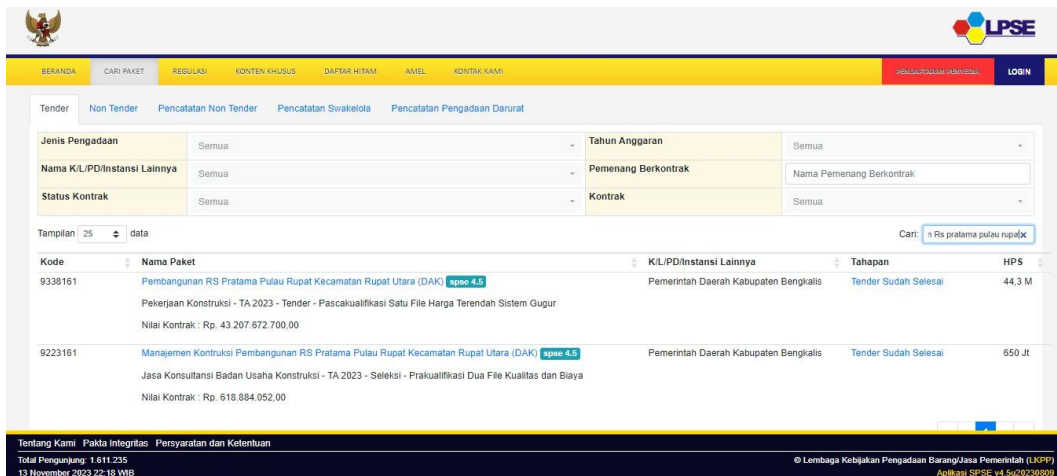 LPSE
BERANDA CARI PAKET REGULASI KONTEN KHUSUS DAFTAR HITAM AMEL KONTAK KAMI PENDAFTARAN PENYEDIA LOGIN
Tender Non Tender Pencatatan Non Tender Pencatatan Swakelola Pencatatan Pengadaan Darurat
Jenis Pengadaan Semua Tahun Anggaran Semua
Nama K/L/PD/Instansi Lainnya Semua Pemenang Berkontrak Nama Pemenang Berkontrak
Status Kontrak Semua Kontrak Semua
Tampilan 25 data Cari: n Rs pratama pulau rupa
Kode Nama Paket K/L/PD/Instansi Lainnya Tahapan HPS
9338161 Pembangunan RS Pratama Pulau Rupat Kecamatan Rupat Utara (DAK) spse 4.5 Pemerintah Daerah Kabupaten Bengkalis Tender Sudah Selesai 44,3 M
Pekerjaan Konstruksi - TA 2023 - Tender - Pascakualifikasi Satu File Harga Terendah Sistem Gugur
Nilai Kontrak : Rp. 43.207.672.700,00
9223161 Manajemen Kontruksi Pembangunan RS Pratama Pulau Rupat Kecamatan Rupat Utara (DAK) spse 4.5 Pemerintah Daerah Kabupaten Bengkalis Tender Sudah Selesai 650 Jt
Jasa Konsultansi Badan Usaha Konstruksi - TA 2023 - Seleksi - Prakualifikasi Dua File Kualitas dan Biaya
Nilai Kontrak : Rp. 618.884.052,00
Tentang Kami Pakta Integritas Persyaratan dan Ketentuan
Total Pengunjung: 1.611.235 © Lembaga Kebijakan Pengadaan Barang/Jasa Pemerintah (LKPP)
13 November 2023 22:18 WIB Aplikasi SPSE v4.5u20230809